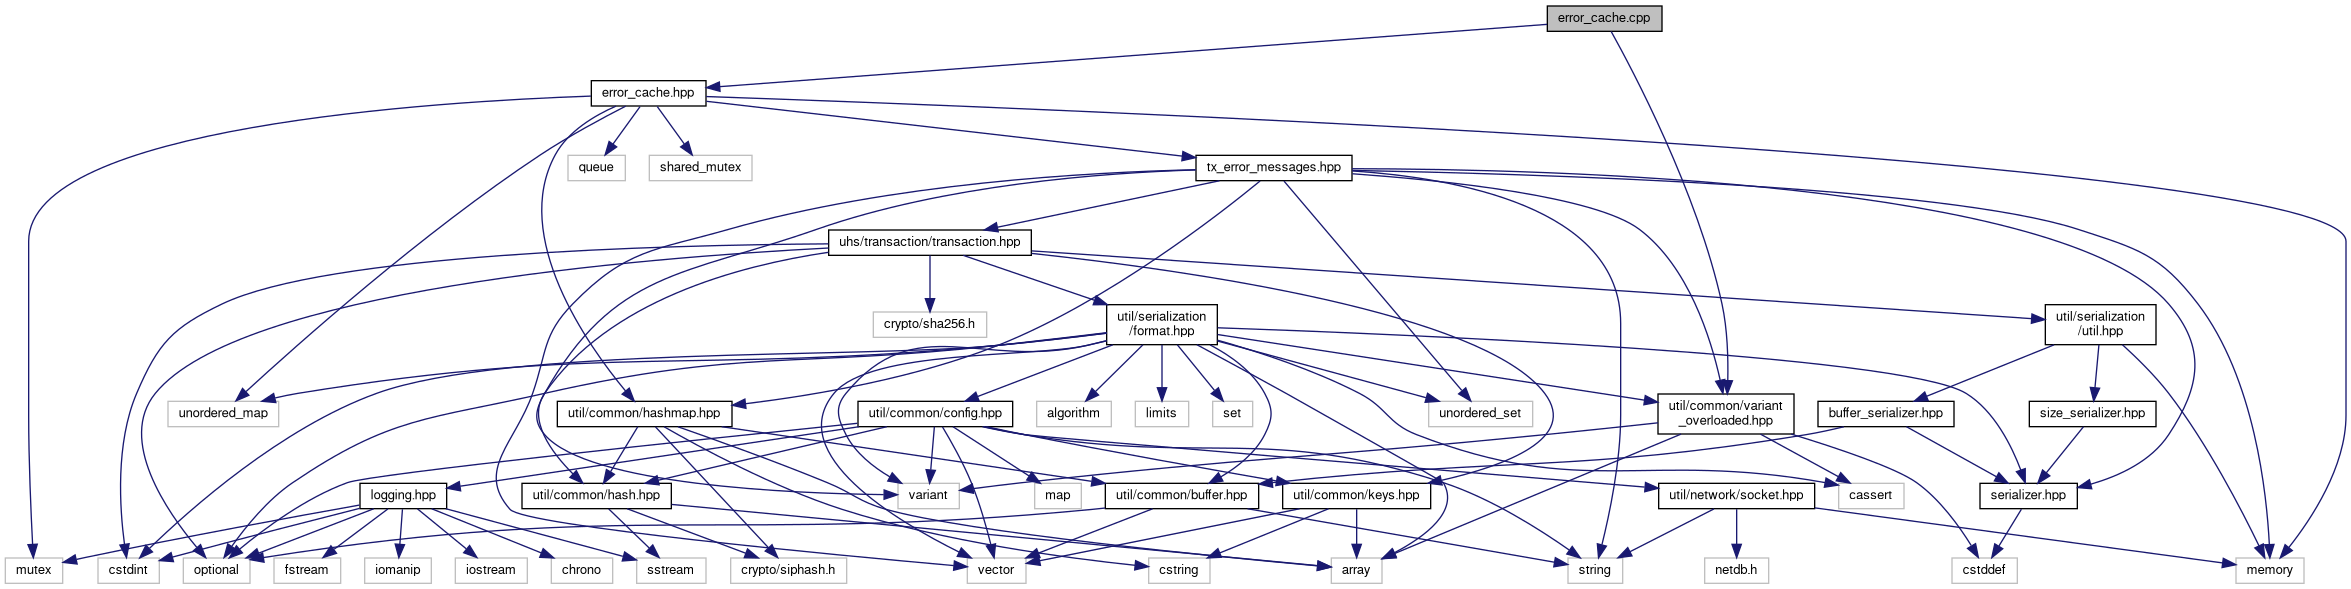 error_cache.cpp
error_cache.hpp
queue
shared_mutex
tx_error_messages.hpp
uhs/transaction/transaction.hpp
crypto/sha256.h
util/serialization
/format.hpp
util/serialization
/util.hpp
unordered_map
util/common/hashmap.hpp
util/common/config.hpp
algorithm
limits
set
unordered_set
util/common/variant
_overloaded.hpp
buffer_serializer.hpp
size_serializer.hpp
logging.hpp
util/common/hash.hpp
variant
map
util/common/buffer.hpp
util/common/keys.hpp
util/network/socket.hpp
cassert
serializer.hpp
mutex
cstdint
optional
fstream
iomanip
iostream
chrono
sstream
crypto/siphash.h
vector
cstring
array
string
netdb.h
cstddef
memory